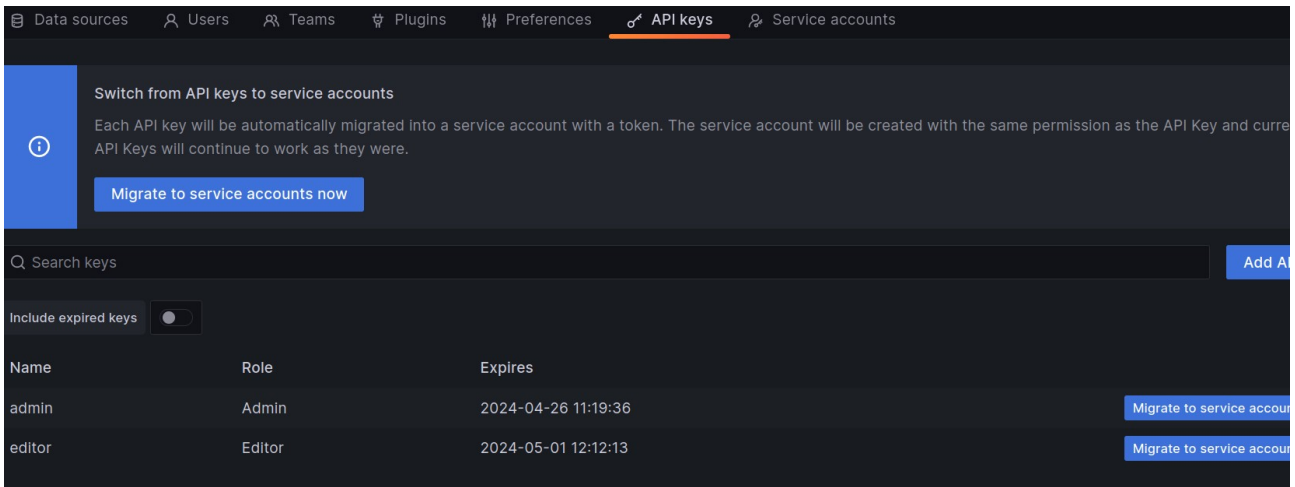 Data sources Users Teams Plugins Preferences API keys Service accounts
Switch from API keys to service accounts
Each API key will be automatically migrated into a service account with a token. The service account will be created with the same permission as the API Key and curre
API Keys will continue to work as they were.
Migrate to service accounts now
Search keys Add A
Include expired keys
Name Role Expires
admin Admin 2024-04-26 11:19:36 Migrate to service accour
editor Editor 2024-05-01 12:12:13 Migrate to service accour